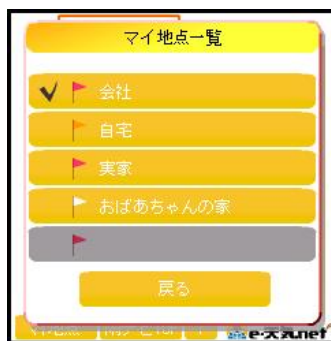 マイ地点一覧
会社
自宅
実家
おばあちゃんの家
戻る
e-天気.net